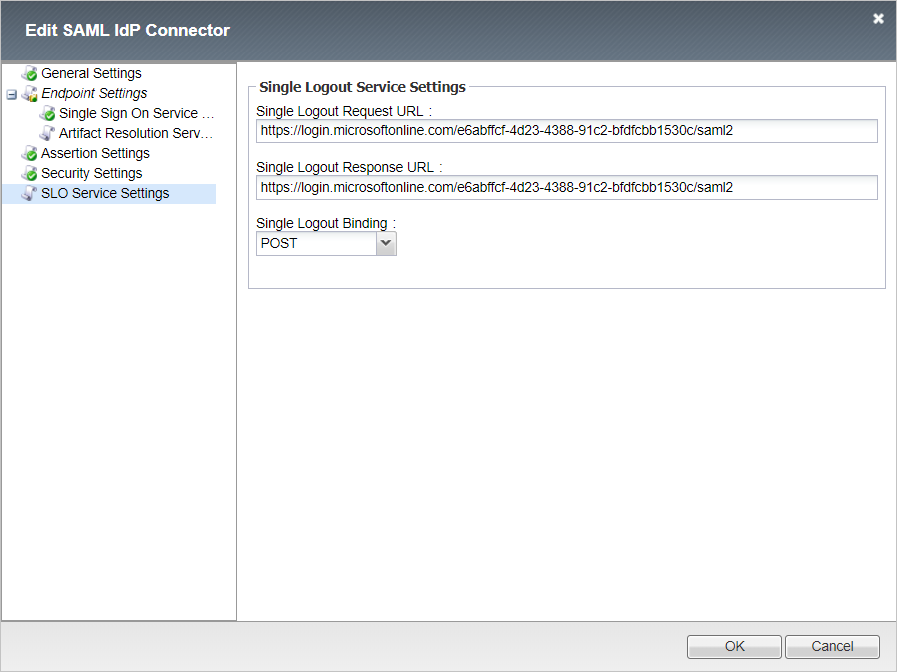 Edit SAML IdP Connector
General Settings
Endpoint Settings
Single Sign On Service ...
Artifact Resolution Serv...
Assertion Settings
Security Settings
SLO Service Settings
Single Logout Service Settings
Single Logout Request URL :
https://login.microsoftonline.com/e6abffcf-4d23-4388-91c2-bfdfcbb1530c/saml2
Single Logout Response URL :
https://login.microsoftonline.com/e6abffcf-4d23-4388-91c2-bfdfcbb1530c/saml2
Single Logout Binding :
POST
OK
Cancel